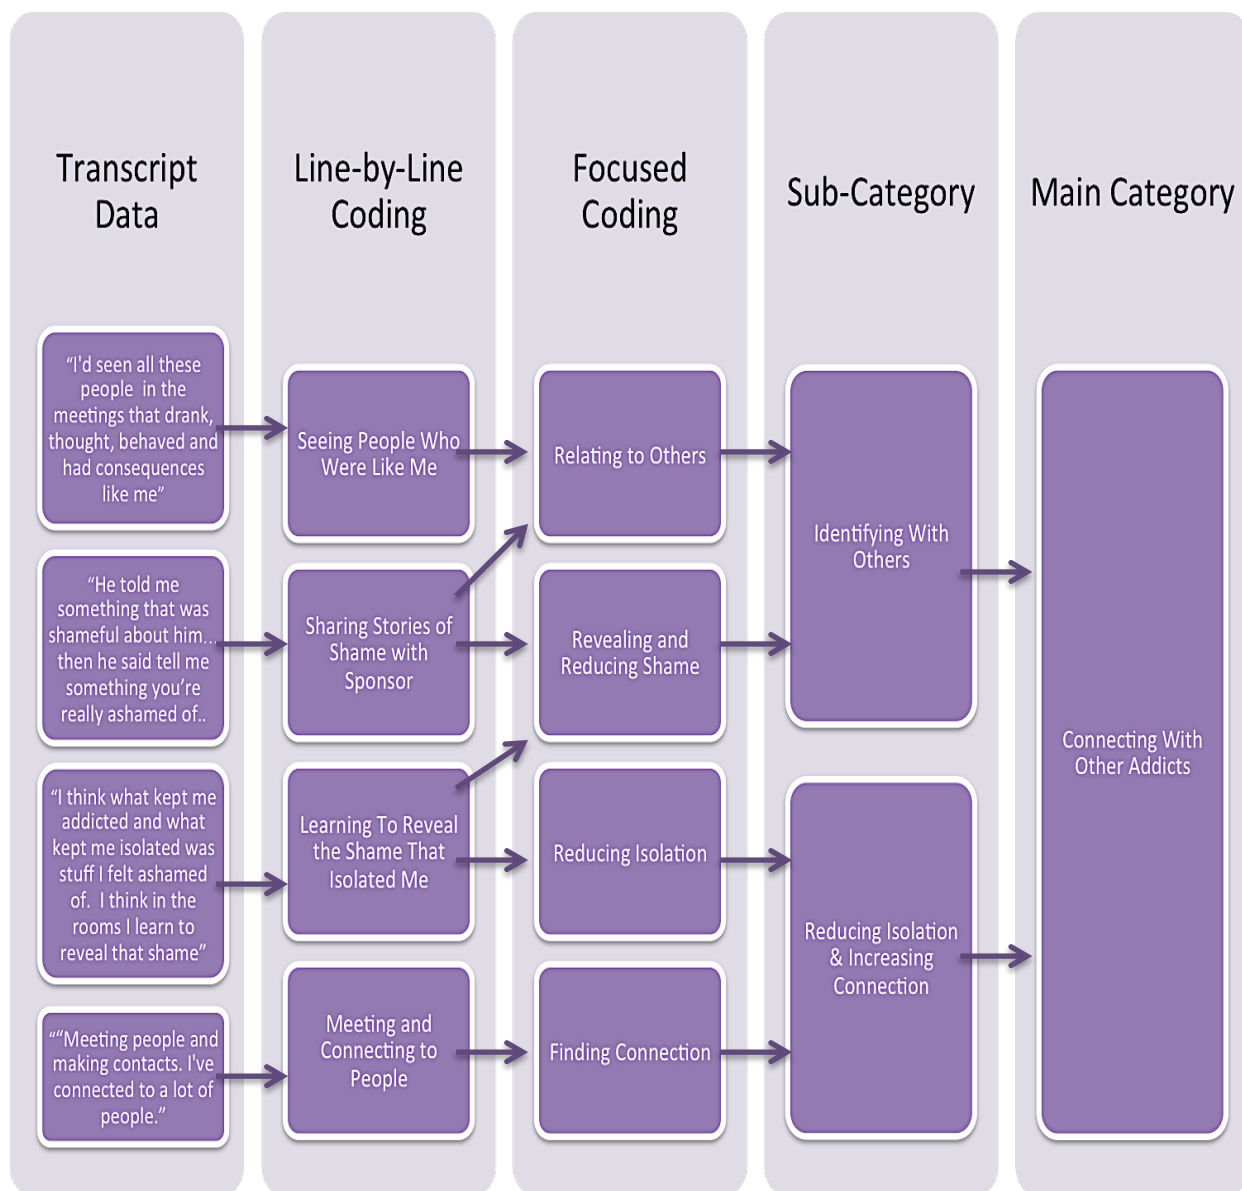 Transcript
Data
“I'd seen all these
people in the
meetings that drank,
thought, behaved and
had consequences
like me”
“He told me
something that was
shameful about him...
then he said tell me
something you’re
really ashamed of..
“I think what kept me
addicted and what
kept me isolated was
stuff I felt ashamed
of. I think in the
rooms I learn to
reveal that shame”
““Meeting people and
making contacts. I've
connected to a lot of
people.”
Line-by-Line
Coding
Seeing People Who
Were Like Me
Sharing Stories of
Shame with
Sponsor
Learning To Reveal
the Shame That
Isolated Me
Meeting and
Connecting to
People
Focused
Coding
Relating to Others
Revealing and
Reducing Shame
Reducing Isolation
Finding Connection
Sub-Category
Identifying With
Others
Reducing Isolation
& Increasing
Connection
Main Category
Connecting With
Other Addicts